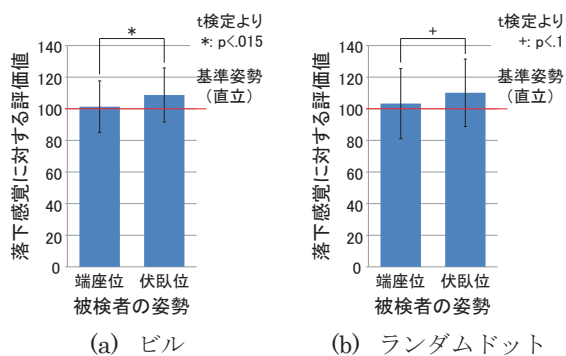 t検定より
*: p<.015
140
120
100
80
60
40
20
0
*
基準姿勢
（直立）
落下感覚に対する評価値
端座位 伏臥位
被検者の姿勢
(a) ビル
t検定より
+: p<.1
140
120
100
80
60
40
20
0
+
基準姿勢
（直立）
落下感覚に対する評価値
端座位 伏臥位
被検者の姿勢
(b) ランダムドット